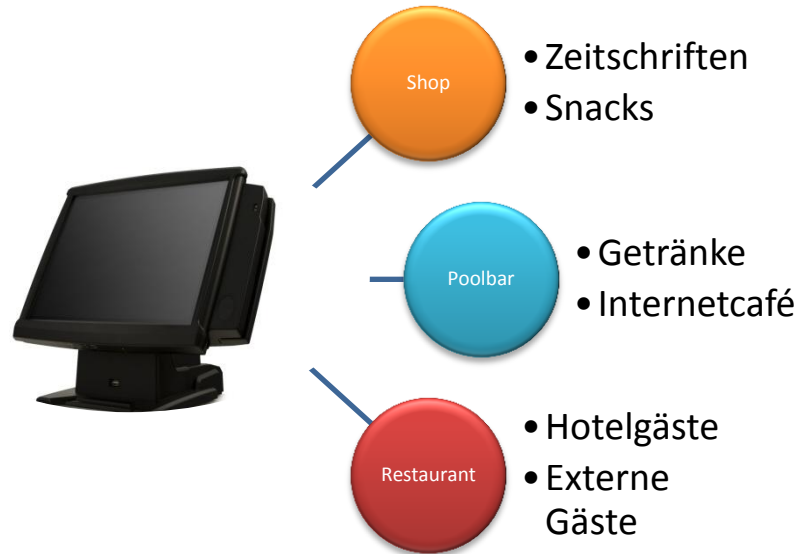 Shop
• Zeitschriften
• Snacks
Poolbar
• Getränke
• Internetcafé
Restaurant
• Hotelgäste
• Externe
Gäste